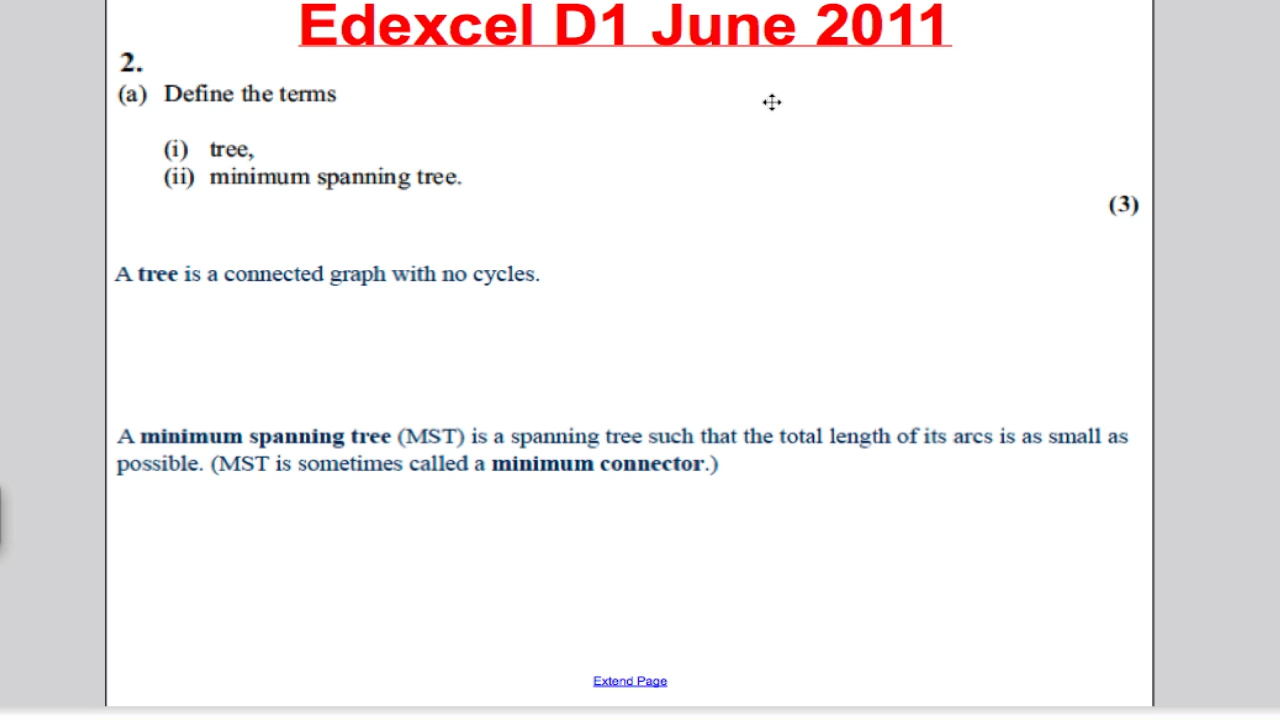 Edexcel D1 June 2011
2.
(a) Define the terms
(i) tree,
(ii) minimum spanning tree.
(3)
A tree is a connected graph with no cycles.
A minimum spanning tree (MST) is a spanning tree such that the total length of its arcs is as small as
possible. (MST is sometimes called a minimum connector.)
Extend Page